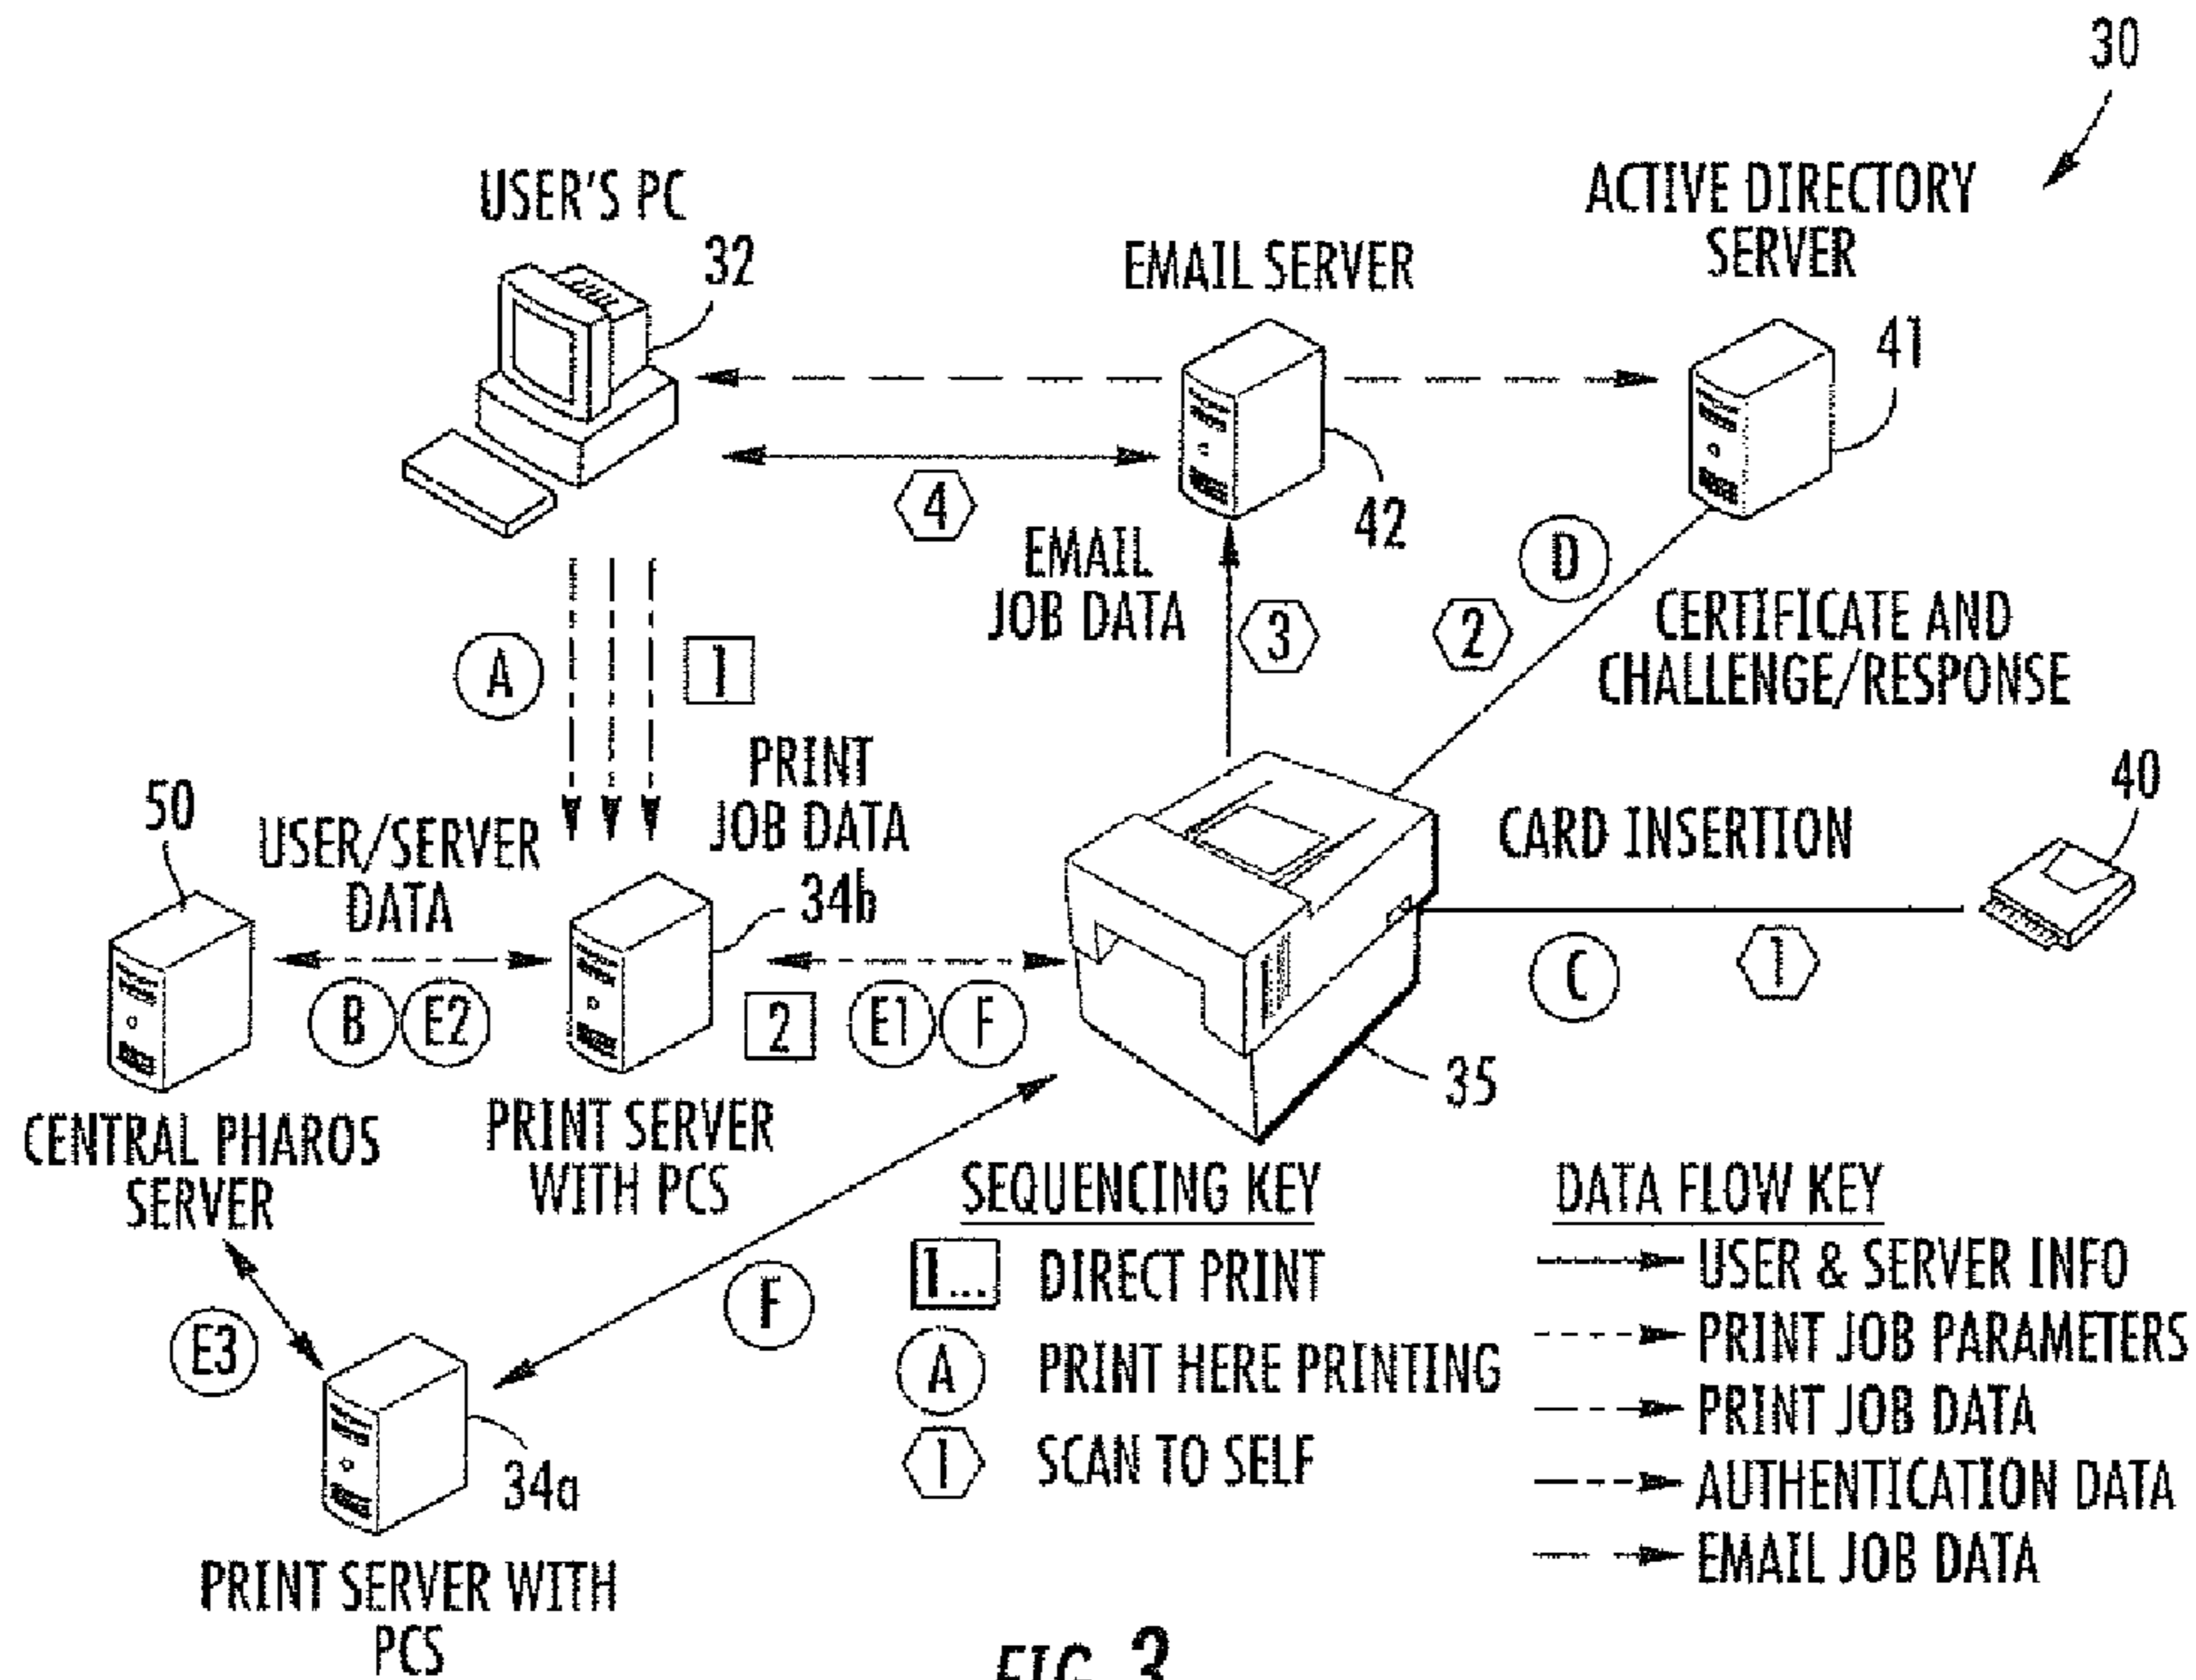 30
USER'S PC
32
EMAIL SERVER
ACTIVE DIRECTORY
SERVER
41
42
4
EMAIL
JOB DATA
3
2
D
CERTIFICATE AND
CHALLENGE/RESPONSE
A
1
PRINT
JOB DATA
50
USER/SERVER
DATA
34b
CARD INSERTION
40
B
E2
2
E1
F
C
1
35
CENTRAL PHAROS
SERVER
PRINT SERVER
WITH PCS
E3
F
34a
PRINT SERVER WITH
PCS
SEQUENCING KEY
1... DIRECT PRINT
A PRINT HERE PRINTING
1 SCAN TO SELF
DATA FLOW KEY
USER & SERVER INFO
PRINT JOB PARAMETERS
PRINT JOB DATA
AUTHENTICATION DATA
EMAIL JOB DATA
FIG. 3